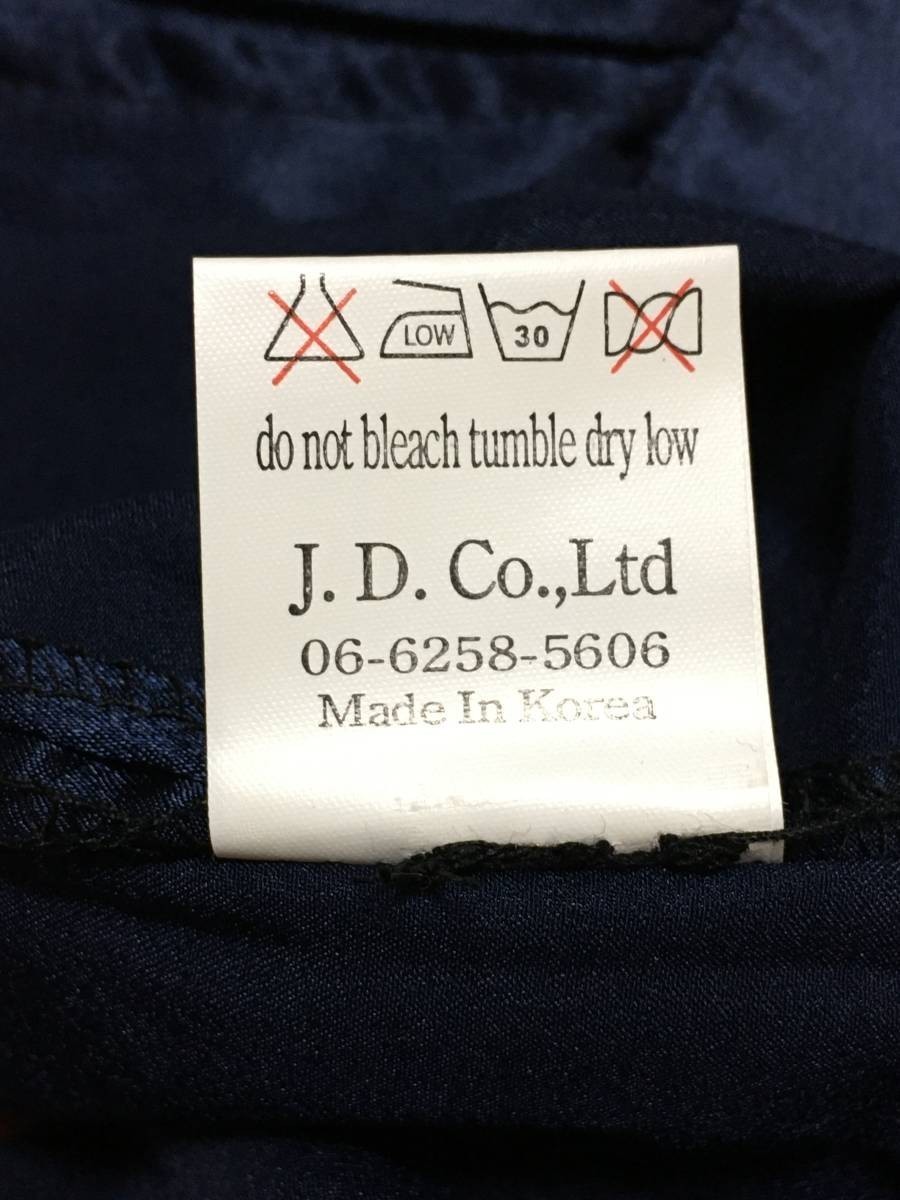 LOW 30
do not bleach tumble dry low
J. D. Co.,Ltd
06-6258-5606
Made In Korea